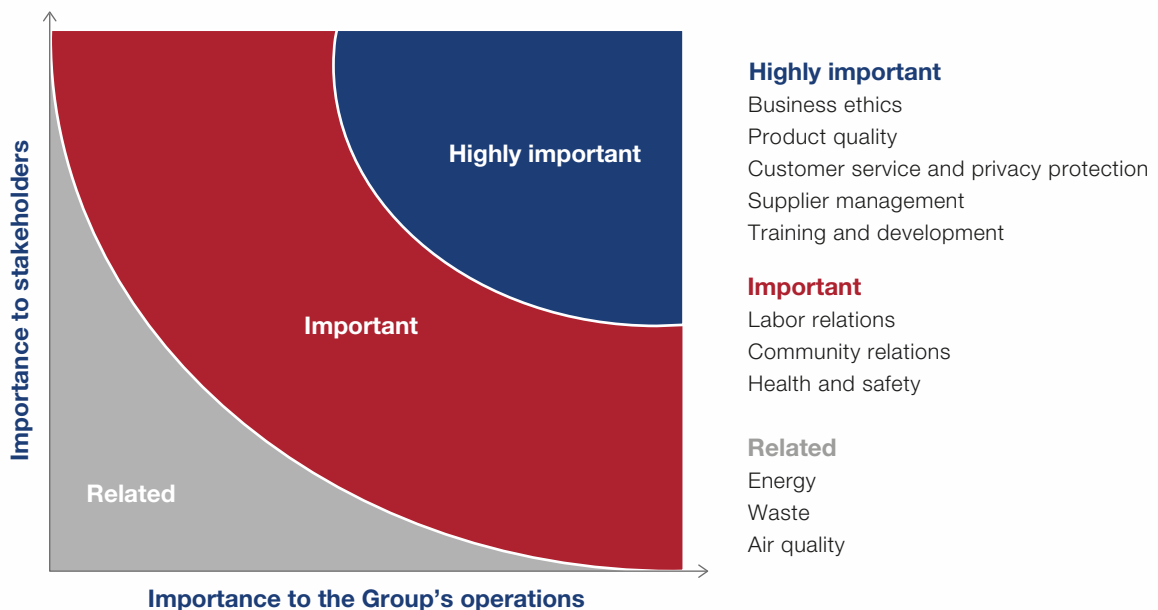 Importance to stakeholders
Highly important
Important
Related
Importance to the Group’s operations
Highly important
Business ethics
Product quality
Customer service and privacy protection
Supplier management
Training and development
Important
Labor relations
Community relations
Health and safety
Related
Energy
Waste
Air quality